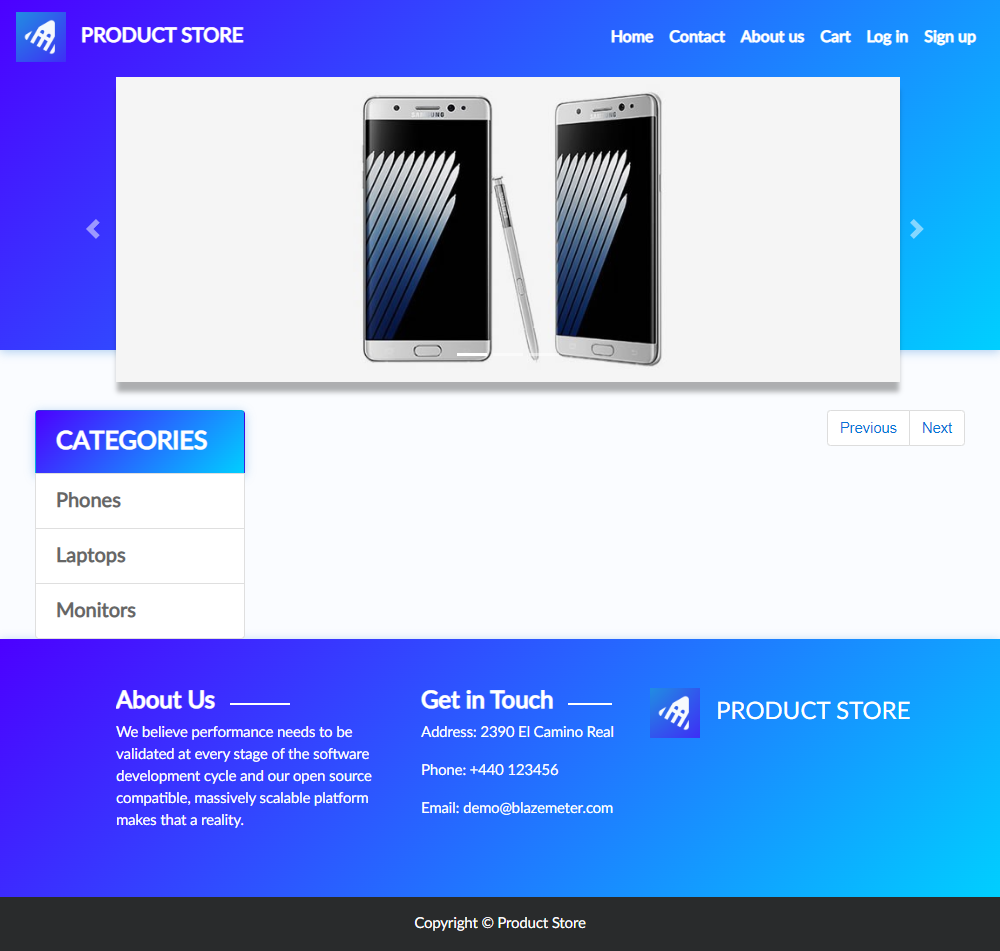 PRODUCT STORE
Home Contact About us Cart Log in Sign up
SAMSUNG
SAMSUNG
CATEGORIES
Phones
Laptops
Monitors
Previous Next
About Us
We believe performance needs to be
validated at every stage of the software
development cycle and our open source
compatible, massively scalable platform
makes that a reality.
Get in Touch
Address: 2390 El Camino Real
Phone: +440 123456
Email: demo@blazemeter.com
PRODUCT STORE
Copyright © Product Store